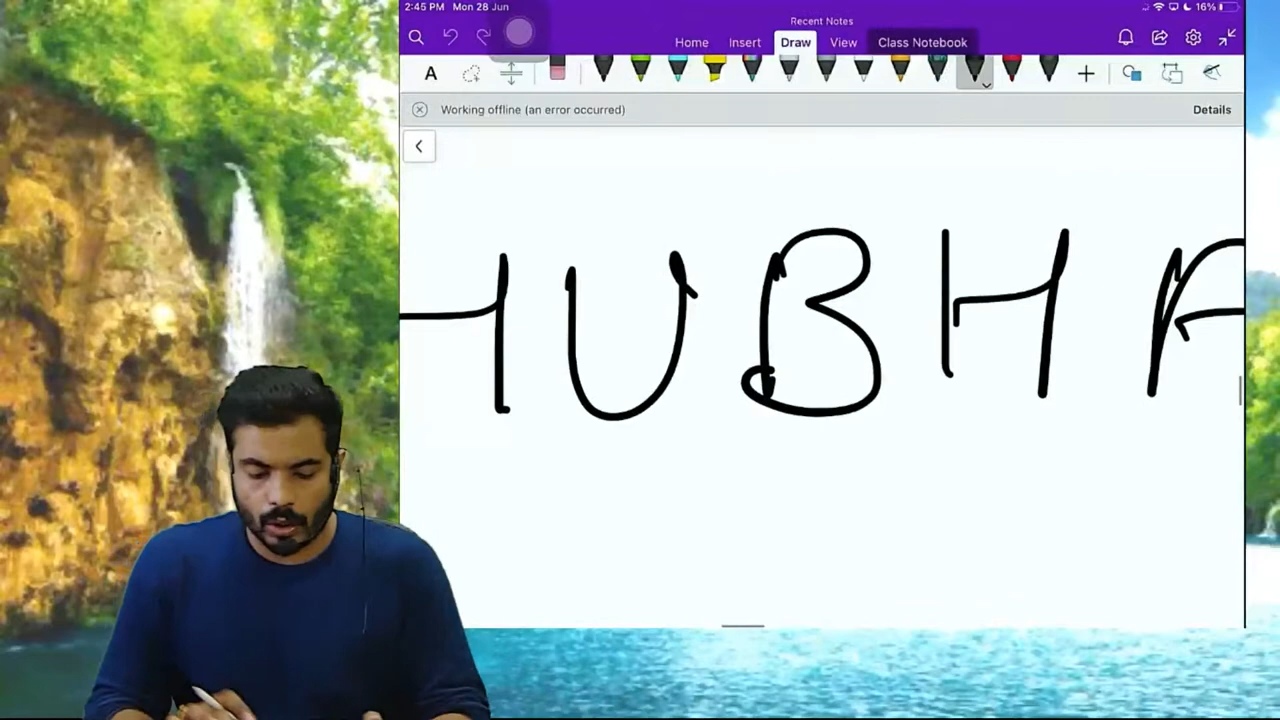 2:45 PM Mon 28 Jun
16%
Recent Notes
Home Insert Draw View Class Notebook
A
Working offline (an error occurred) Details
HUBHA